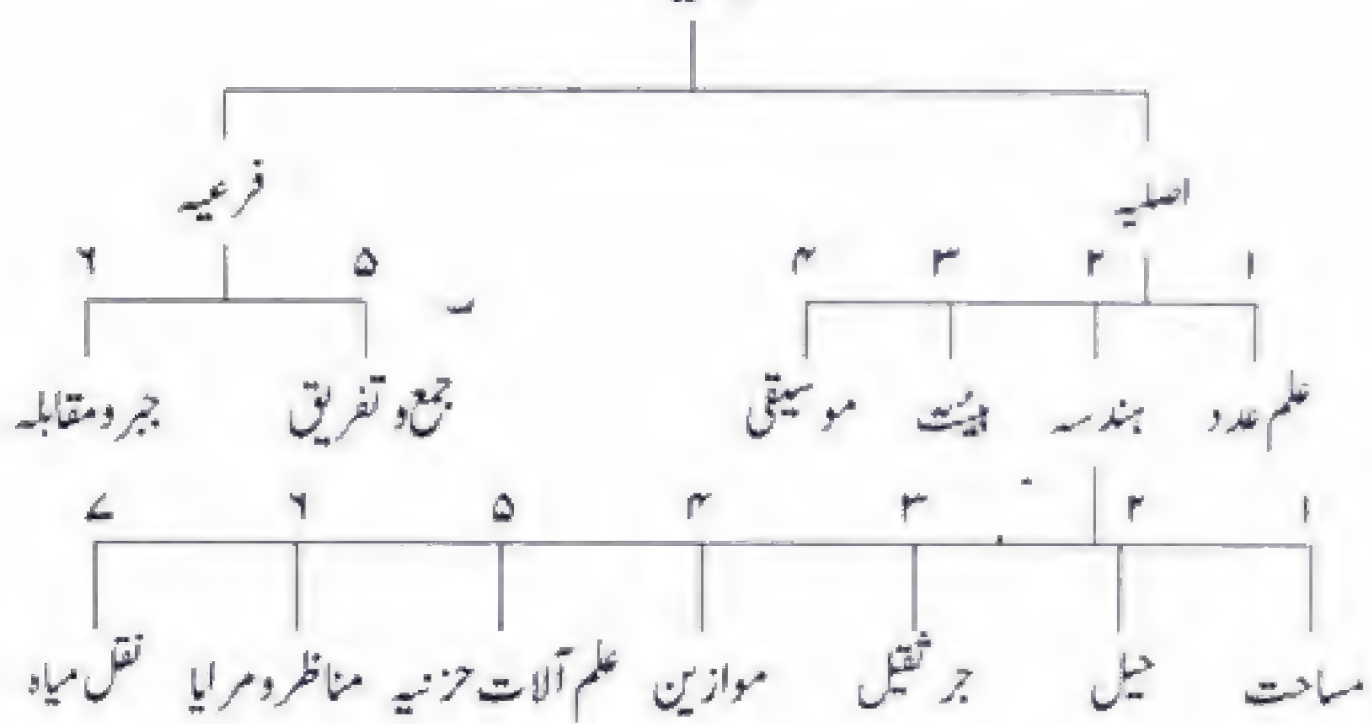 اصلیہ فرعیہ
۱ ۲ ۳ ۴ ۵ ۶
علم عدد ہندسہ ہیئت موسیقی جمع و تفریق جبر و مقابلہ
۱ ۲ ۳ ۴ ۵ ۶ ۷
مساحت حیل جر ثقیل موازین علم آلات حزنیہ مناظر و مرایا نقل میاہ